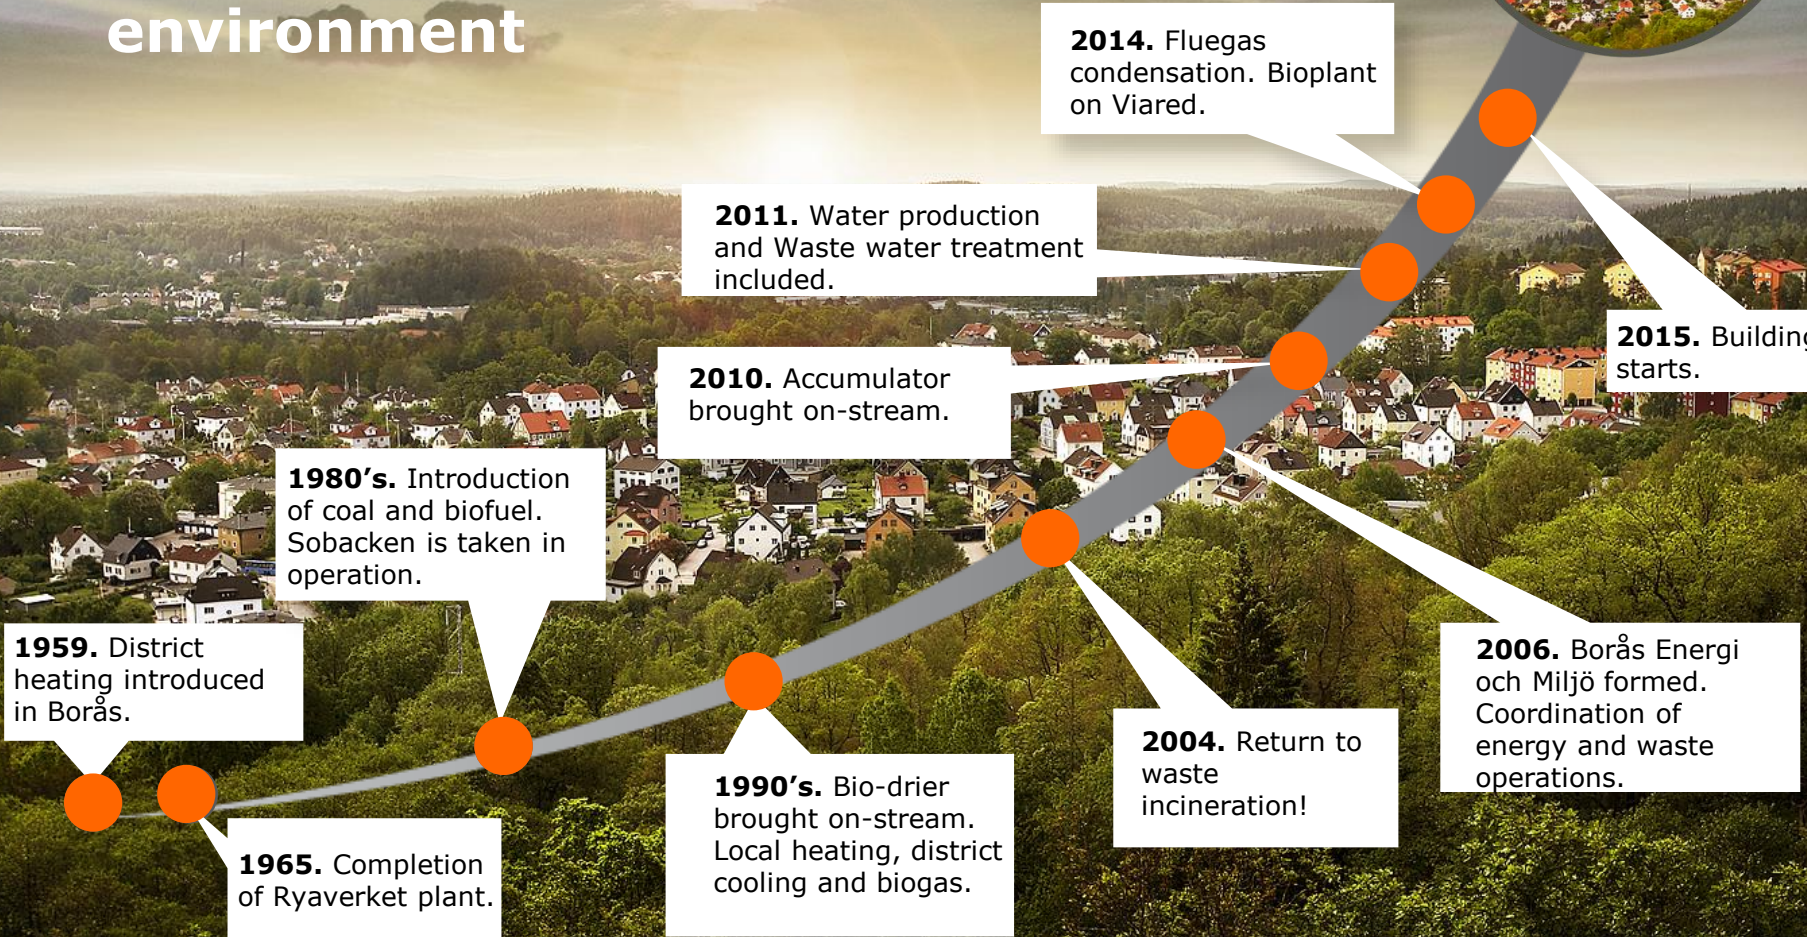 environment
2014. Fluegas
condensation. Bioplant
on Viared.
2011. Water production
and Waste water treatment
included.
2015. Building
starts.
2010. Accumulator
brought on-stream.
1980's. Introduction
of coal and biofuel.
Sobacken is taken in
operation.
1959. District
heating introduced
in Borås.
2006. Borås Energi
och Miljö formed.
Coordination of
energy and waste
operations.
2004. Return to
waste
incineration!
1990's. Bio-drier
brought on-stream.
Local heating, district
cooling and biogas.
1965. Completion
of Ryaverket plant.